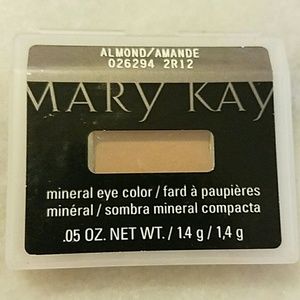 ALMOND/AMANDE
026294 2R12
MARY KAY
mineral eye color / fard à paupières
minéral / sombra mineral compacta
.05 OZ. NET WT. / 1.4 g / 1,4 g